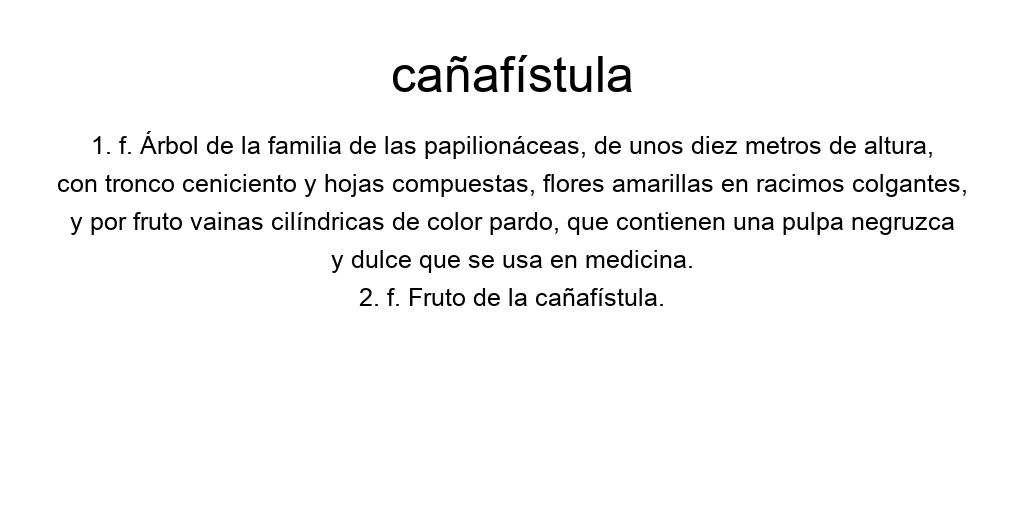 cañafístula
1. f. Árbol de la familia de las papilionáceas, de unos diez metros de altura,
con tronco ceniciento y hojas compuestas, flores amarillas en racimos colgantes,
y por fruto vainas cilíndricas de color pardo, que contienen una pulpa negruzca
y dulce que se usa en medicina.
2. f. Fruto de la cañafístula.